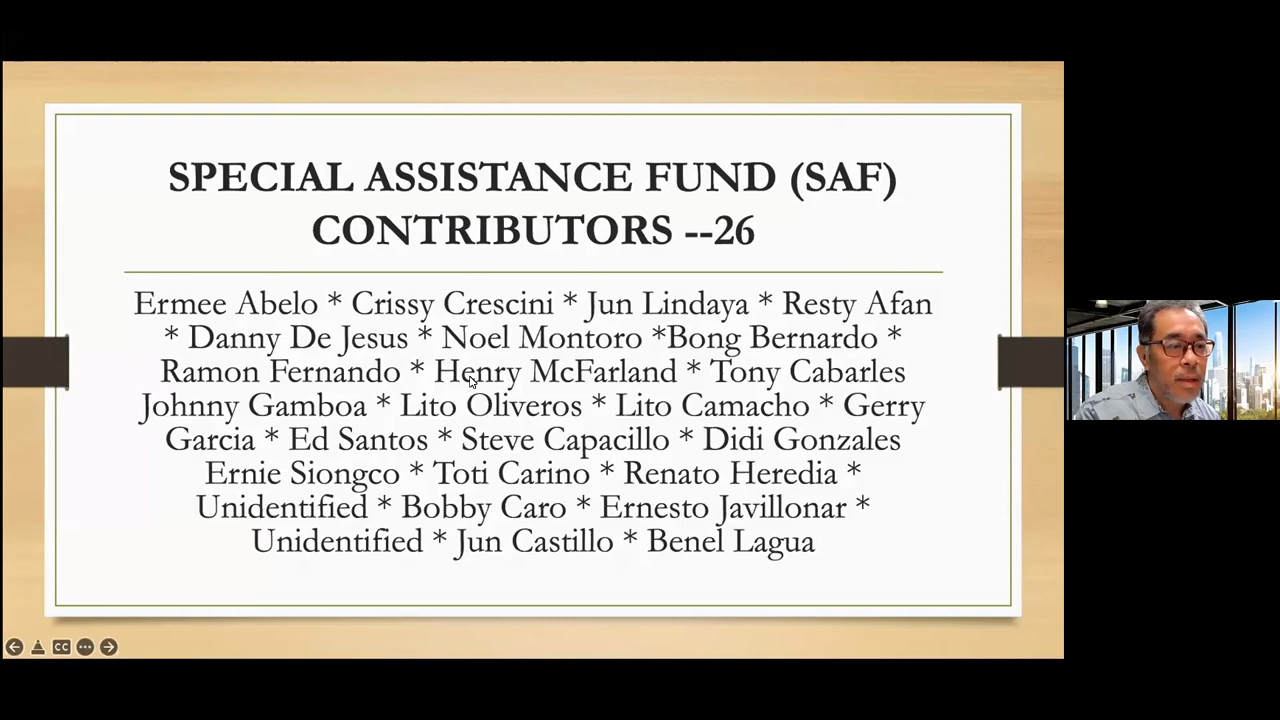 SPECIAL ASSISTANCE FUND (SAF)
CONTRIBUTORS --26
Ermee Abelo * Crissy Crescini * Jun Lindaya * Resty Afan
* Danny De Jesus * Noel Montoro *Bong Bernardo *
Ramon Fernando * Henry McFarland * Tony Cabarles
Johnny Gamboa * Lito Oliveros * Lito Camacho * Gerry
Garcia * Ed Santos * Steve Capacillo * Didi Gonzales
Ernie Siongco * Toti Carino * Renato Heredia *
Unidentified * Bobby Caro * Ernesto Javillonar *
Unidentified * Jun Castillo * Benel Lagua
CC